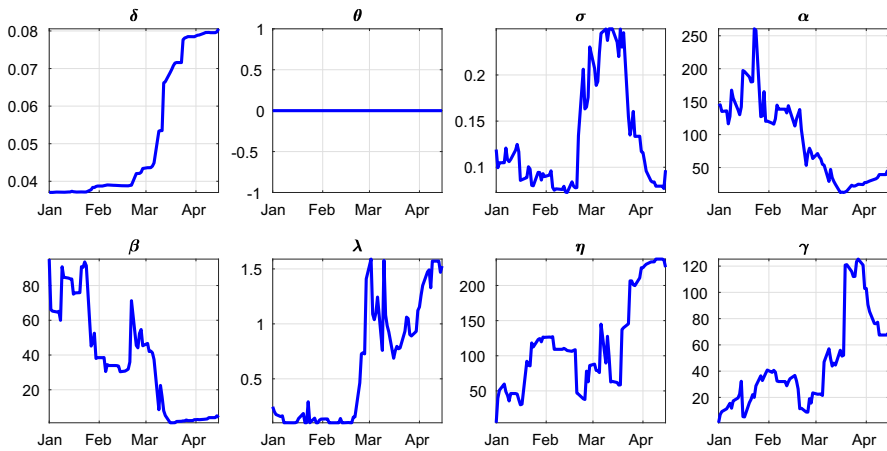 δ
0.08
0.07
0.06
0.05
0.04
Jan Feb Mar Apr
θ
1
0.5
0
-0.5
-1
Jan Feb Mar Apr
σ
0.2
0.15
0.1
Jan Feb Mar Apr
α
250
200
150
100
50
Jan Feb Mar Apr
β
80
60
40
20
Jan Feb Mar Apr
λ
1.5
1
0.5
Jan Feb Mar Apr
η
200
150
100
50
Jan Feb Mar Apr
γ
120
100
80
60
40
20
Jan Feb Mar Apr